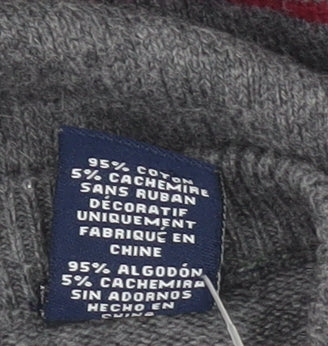 95% COTON
5% CACHEMIRE
SANS RUBAN
DÉCORATIF
UNIQUEMENT
FABRIQUÉ EN
CHINE
95% ALGODÓN
5% CACHEMIRA
SIN ADORNOS
HECHO EN
CHINA